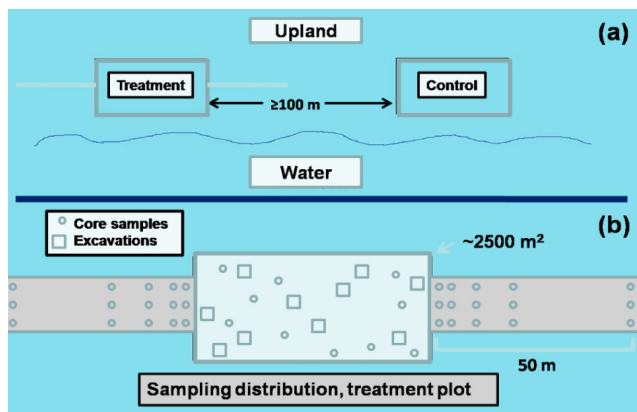 Upland
(a)
Treatment
Control
≥100 m
Water
(b)
Core samples
Excavations
~2500 m²
50 m
Sampling distribution, treatment plot